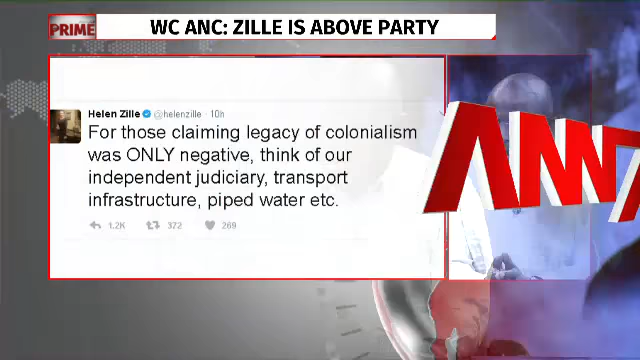 PRIME
WC ANC: ZILLE IS ABOVE PARTY
Helen Zille @helenzille · 10h
For those claiming legacy of colonialism
was ONLY negative, think of our
independent judiciary, transport
infrastructure, piped water etc.
1.2K 372 269
ANN7